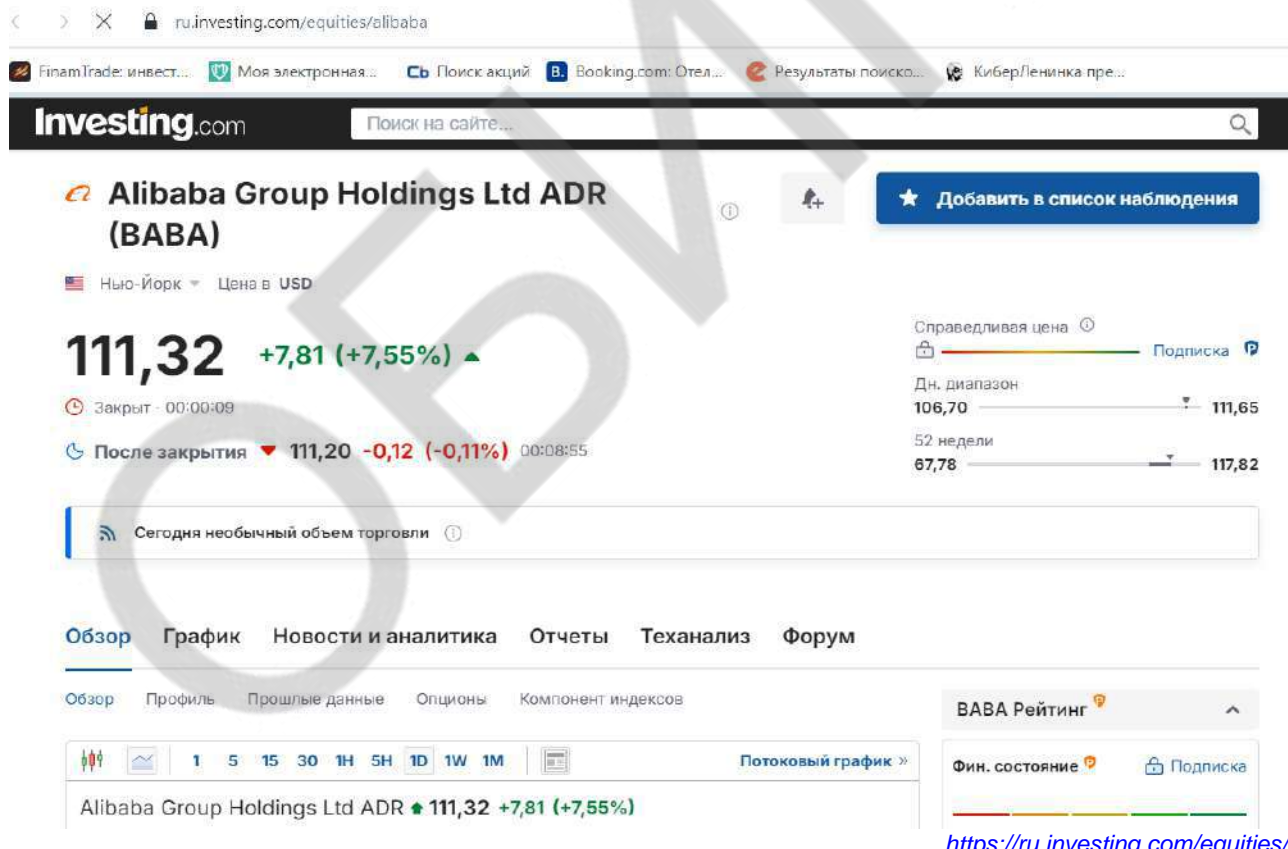 ru.investing.com/equities/alibaba
FinamTrade: инвест... Моя электронная... Сь Поиск акций B. Booking.com: Отел... Результаты поиско... КиберЛенинка пре...
Investing.com Поиск на сайте...
Alibaba Group Holdings Ltd ADR
(BABA)
Добавить в список наблюдения
Нью-Йорк Цена в USD
111,32 +7,81 (+7,55%)
Справедливая цена
Подписка
Закрыт · 00:00:09
Дн. диапазон
106,70 111,65
После закрытия 111,20 -0,12 (-0,11%) 00:08:55
52 недели
67,78 117,82
Сегодня необычный объем торговли
Обзор График Новости и аналитика Отчеты Теханализ Форум
Обзор Профиль Прошлые данные Опционы Компонент индексов
BABA Рейтинг
1 5 15 30 1H 5H 1D 1W 1M Потоковый график »
Фин. состояние Подписка
Alibaba Group Holdings Ltd ADR 111,32 +7,81 (+7,55%)
https://ru.investing.com/equities/